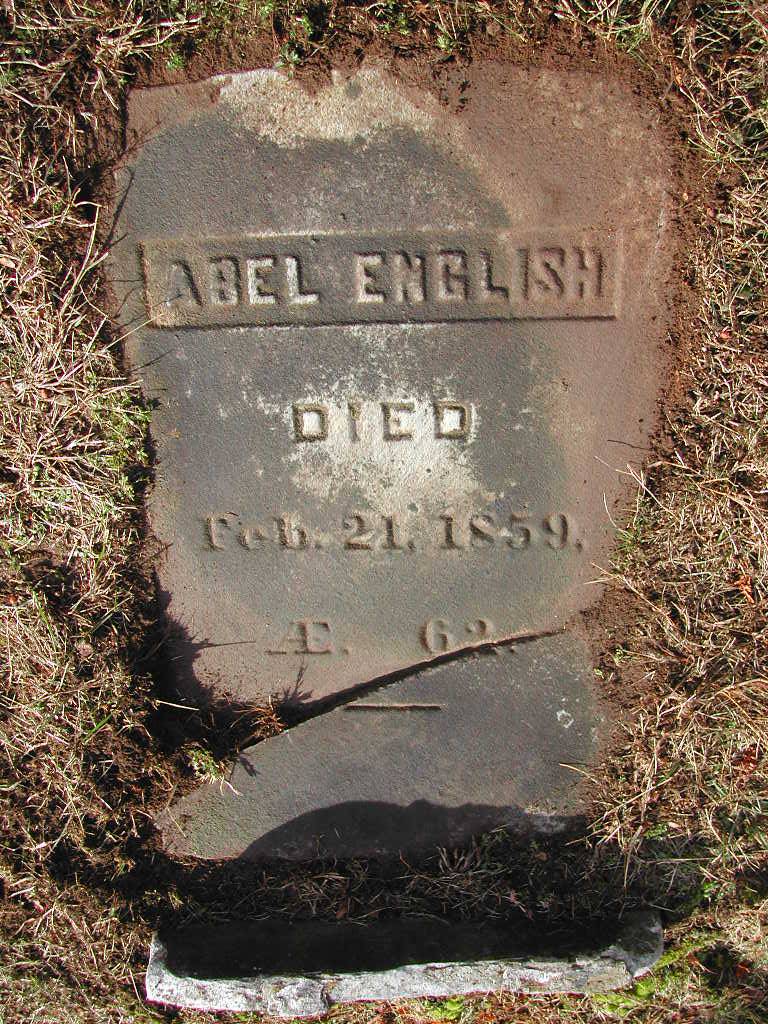 ABEL ENGLISH
DIED
Feb. 21. 1859.
Æ. 62.